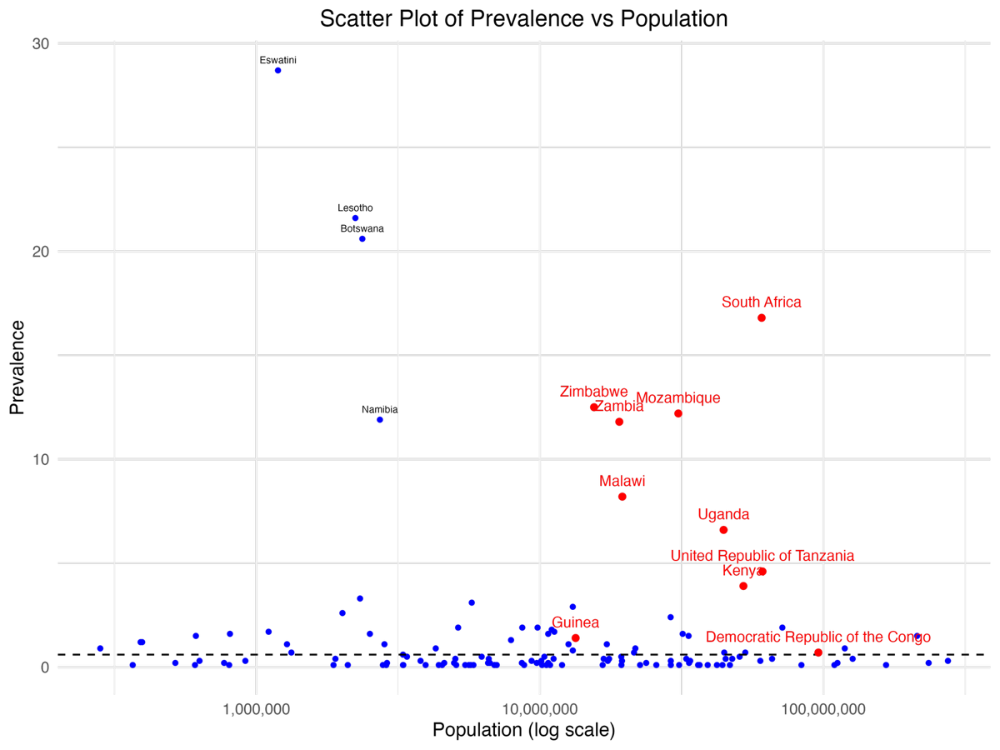 Scatter Plot of Prevalence vs Population
30
Eswatini
Lesotho
Botswana
20
South Africa
Zimbabwe
Mozambique
Zambia
Namibia
10
Malawi
Uganda
United Republic of Tanzania
Kenya
Guinea
Democratic Republic of the Congo
0
Prevalence
1,000,000
10,000,000
100,000,000
Population (log scale)